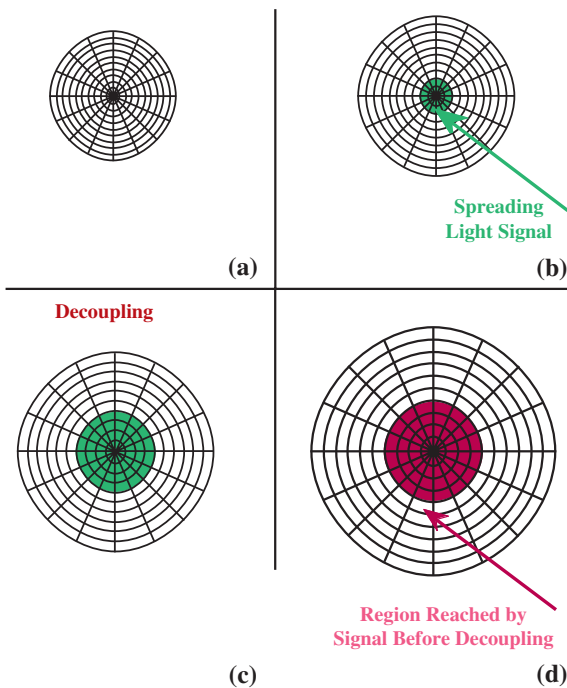 (a)
Spreading
Light Signal
(b)
Decoupling
(c)
Region Reached by
Signal Before Decoupling
(d)